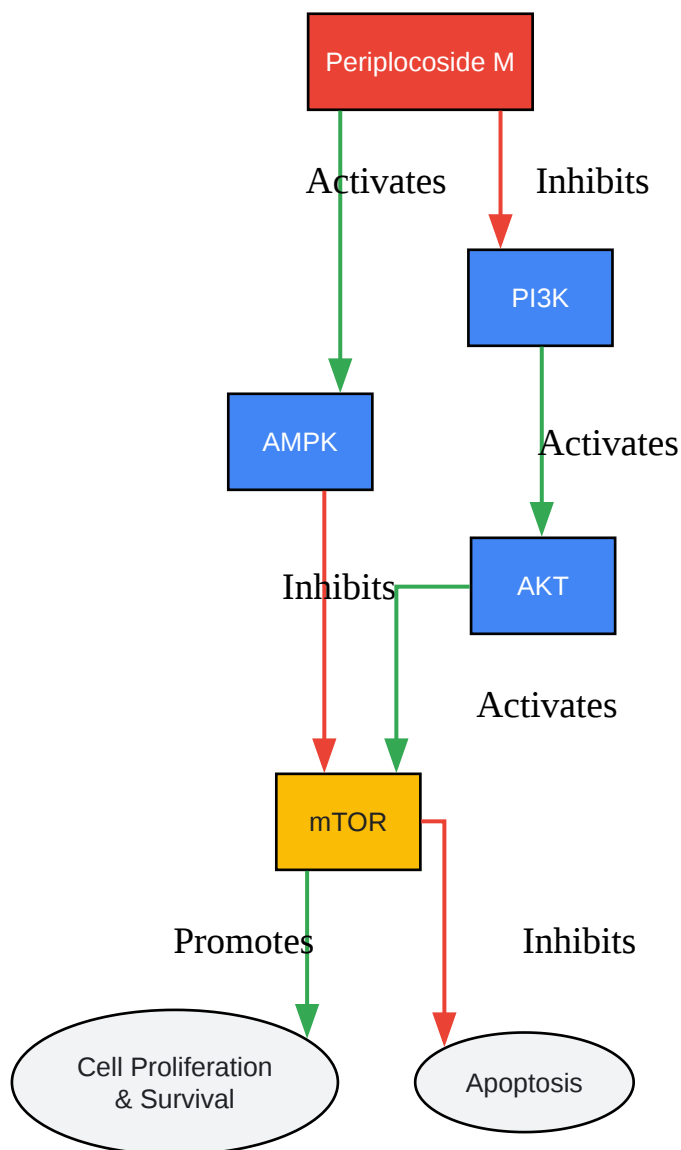 Periplocoside M
Activates
Inhibits
PI3K
AMPK
Activates
Inhibits
AKT
Activates
mTOR
Promotes
Inhibits
Cell Proliferation
& Survival
Apoptosis